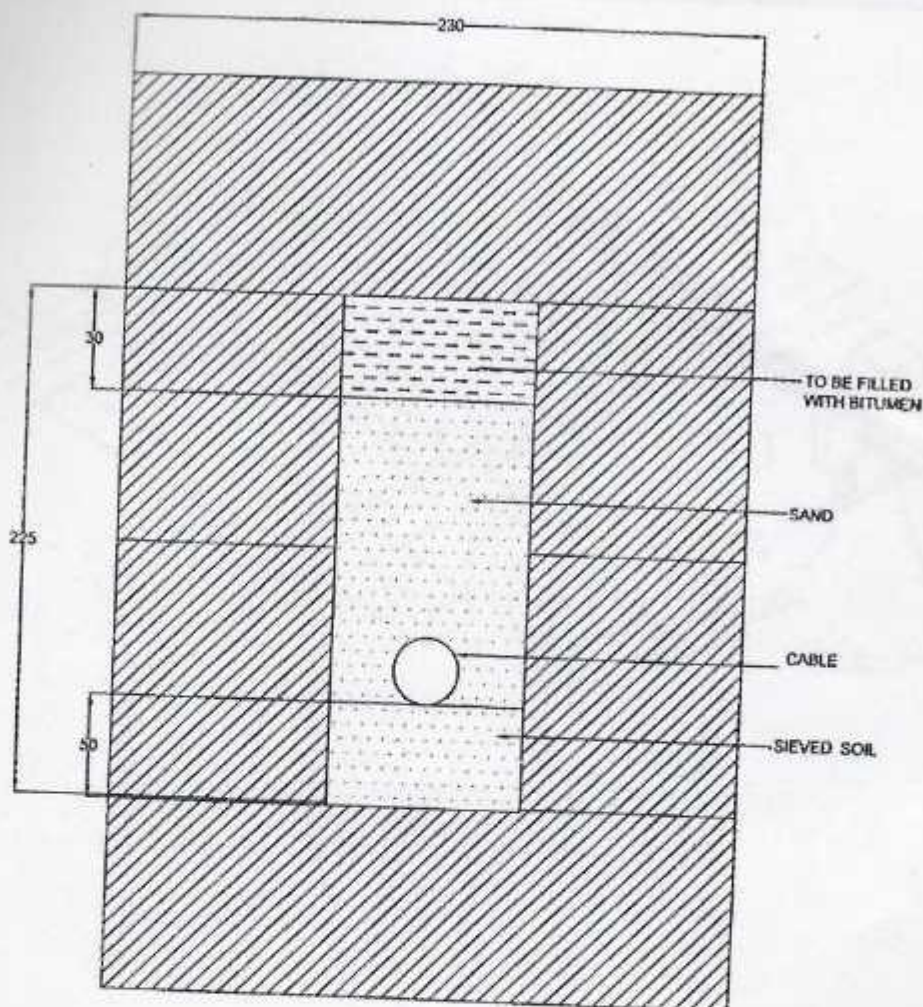 230
30
TO BE FILLED
WITH BITUMEN
SAND
225
CABLE
50
SIEVED SOIL